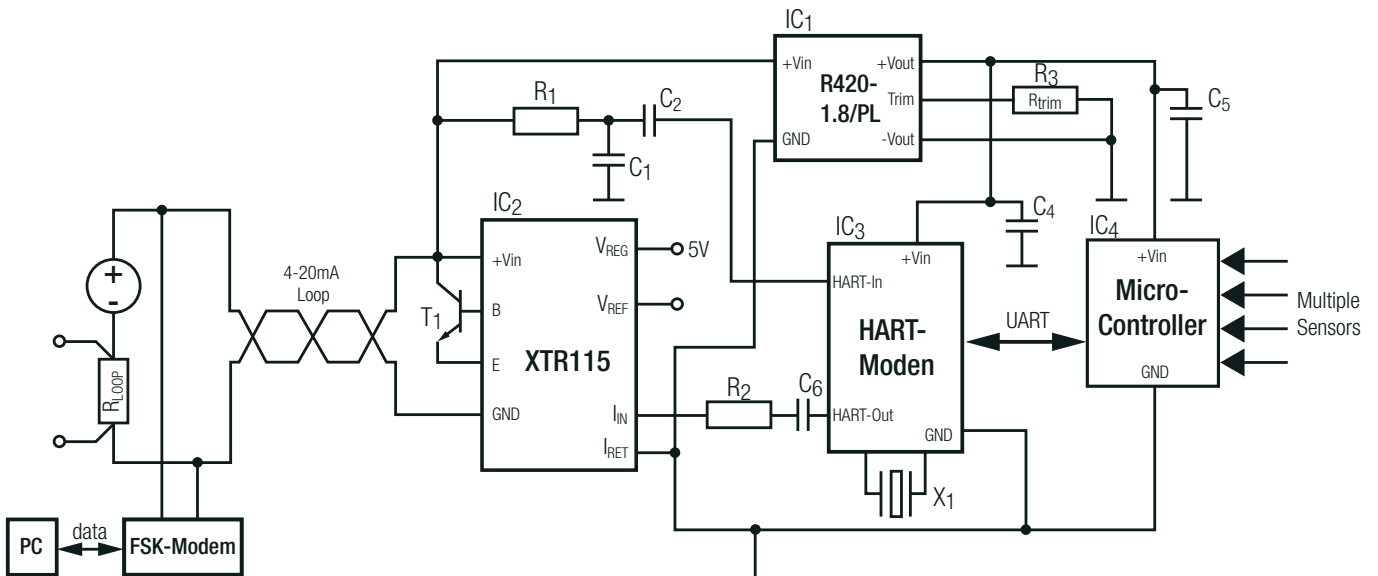 IC1
+Vin
+Vout
R420-
1.8/PL
Trim
GND
-Vout
R3
Rtrim
C5
R1
C2
C1
IC2
+Vin
VREG
5V
B
VREF
T1
E
XTR115
GND
IIN
IRET
4-20mA
Loop
+
-
RLOOP
R2
C6
C4
IC3
+Vin
HART-In
HART-
Moden
HART-Out
GND
X1
UART
IC4
+Vin
Micro-
Controller
GND
Multiple
Sensors
PC
data
FSK-Modem